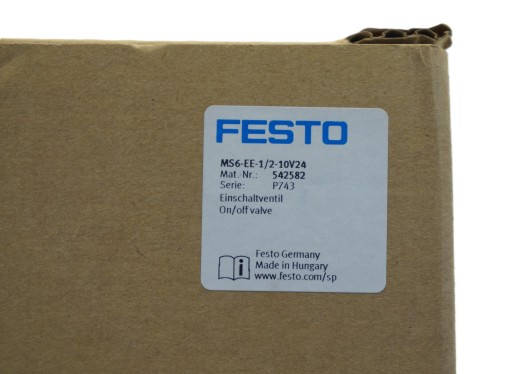 FESTO
MS6-EE-1/2-10V24
Mat. Nr.: 542582
Serie: P743
Einschaltventil
On/off valve
Festo Germany
Made in Hungary
www.festo.com/sp